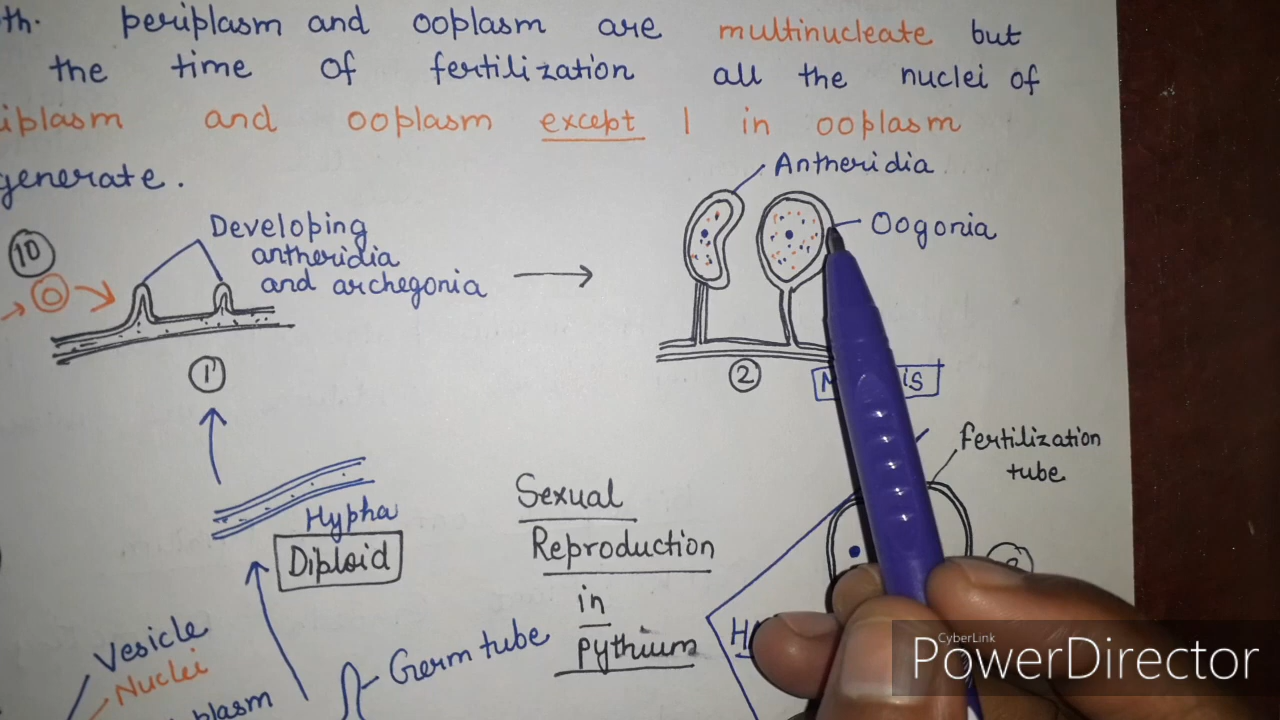 th. periplasm and ooplasm are multinucleate but
the time of fertilization all the nuclei of
iplasm and ooplasm except 1 in ooplasm
generate.
Antheridia
Oogonia
10
Developing
antheridia
and archegonia
1
2
fertilization
tube
Hypha
Diploid
Sexual
Reproduction
in
Pythium
Vesicle
Nuclei
plasm
Germ tube
CyberLink
PowerDirector